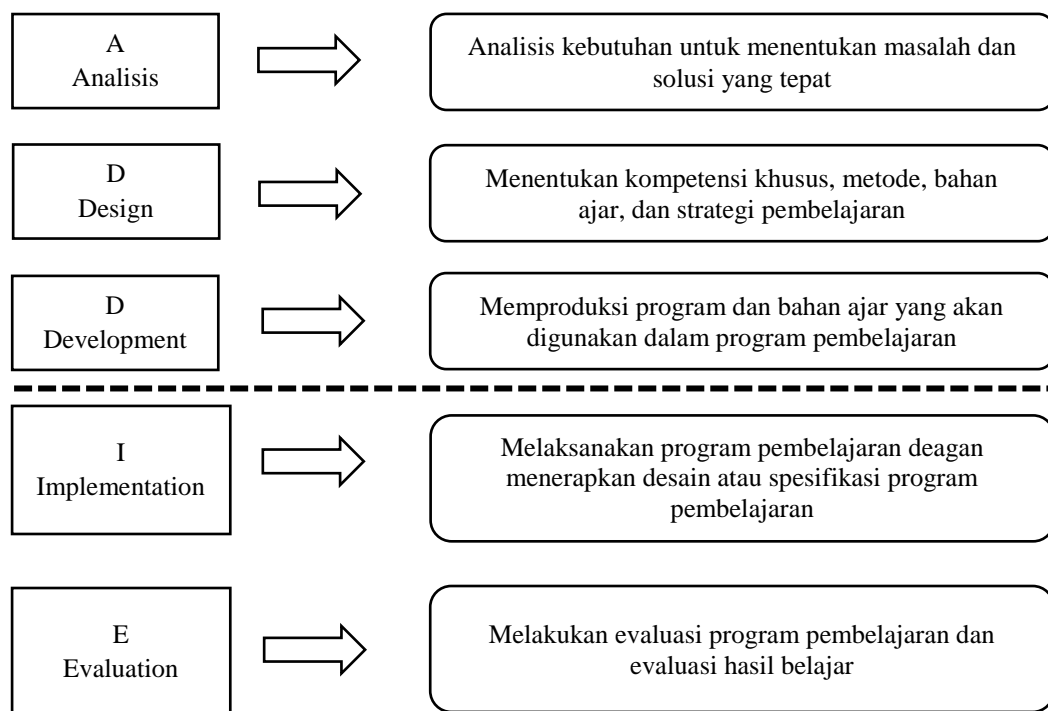 A
Analisis
Analisis kebutuhan untuk menentukan masalah dan
solusi yang tepat
D
Design
Menentukan kompetensi khusus, metode, bahan
ajar, dan strategi pembelajaran
D
Development
Memproduksi program dan bahan ajar yang akan
digunakan dalam program pembelajaran
I
Implementation
Melaksanakan program pembelajaran deagan
menerapkan desain atau spesifikasi program
pembelajaran
E
Evaluation
Melakukan evaluasi program pembelajaran dan
evaluasi hasil belajar